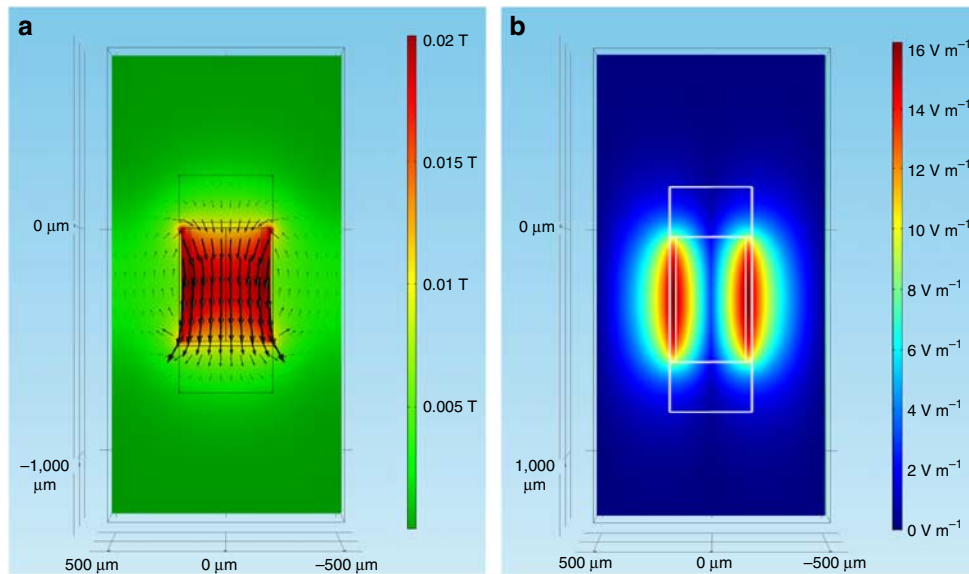 a
0.02 T
0.015 T
0.01 T
0.005 T
0 μm
–1,000
μm
500 μm
0 μm
–500 μm
b
16 V m⁻¹
14 V m⁻¹
12 V m⁻¹
10 V m⁻¹
8 V m⁻¹
6 V m⁻¹
4 V m⁻¹
2 V m⁻¹
0 V m⁻¹
0 μm
1,000
μm
500 μm
0 μm
–500 μm